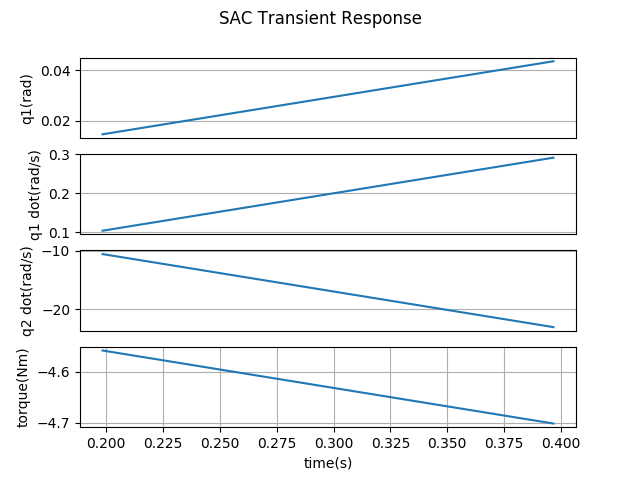 SAC Transient Response
q1(rad)
0.04
0.02
q1 dot(rad/s)
0.3
0.2
0.1
q2 dot(rad/s)
−10
−20
torque(Nm)
−4.6
−4.7
0.200 0.225 0.250 0.275 0.300 0.325 0.350 0.375 0.400
time(s)